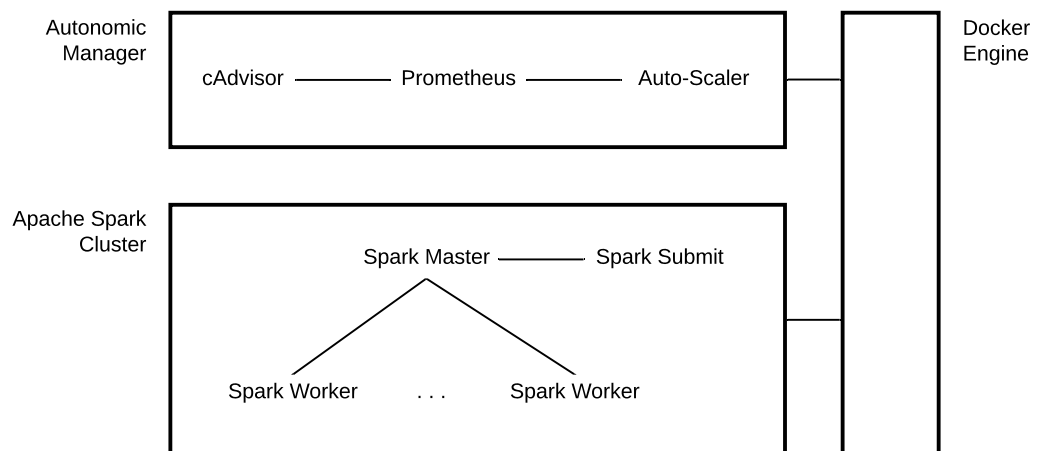 Autonomic
Manager
cAdvisor Prometheus Auto-Scaler
Docker
Engine
Apache Spark
Cluster
Spark Master Spark Submit
Spark Worker . . . Spark Worker